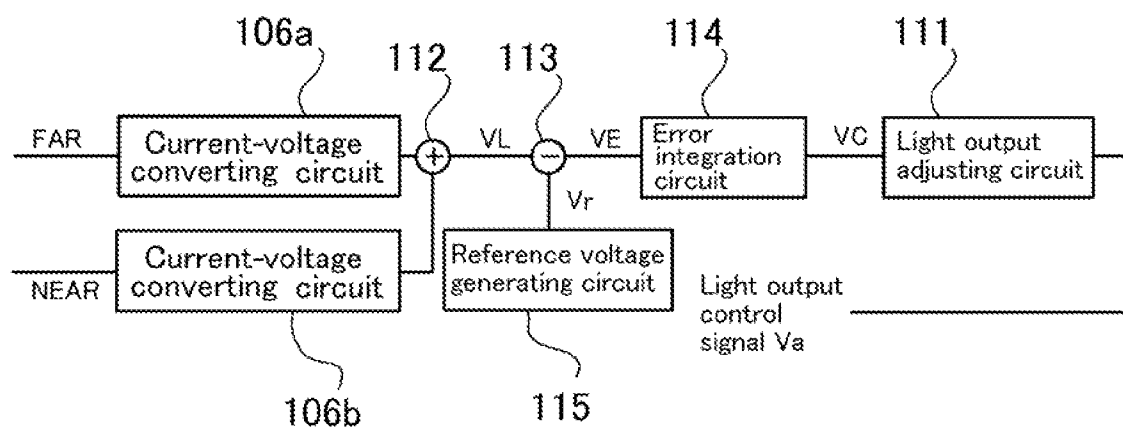 106a
112
113
114
111
FAR
Current-voltage
converting circuit
+
VL
−
VE
Error
integration
circuit
VC
Light output
adjusting circuit
Vr
NEAR
Current-voltage
converting circuit
Reference voltage
generating circuit
Light output
control
signal Va
106b
115